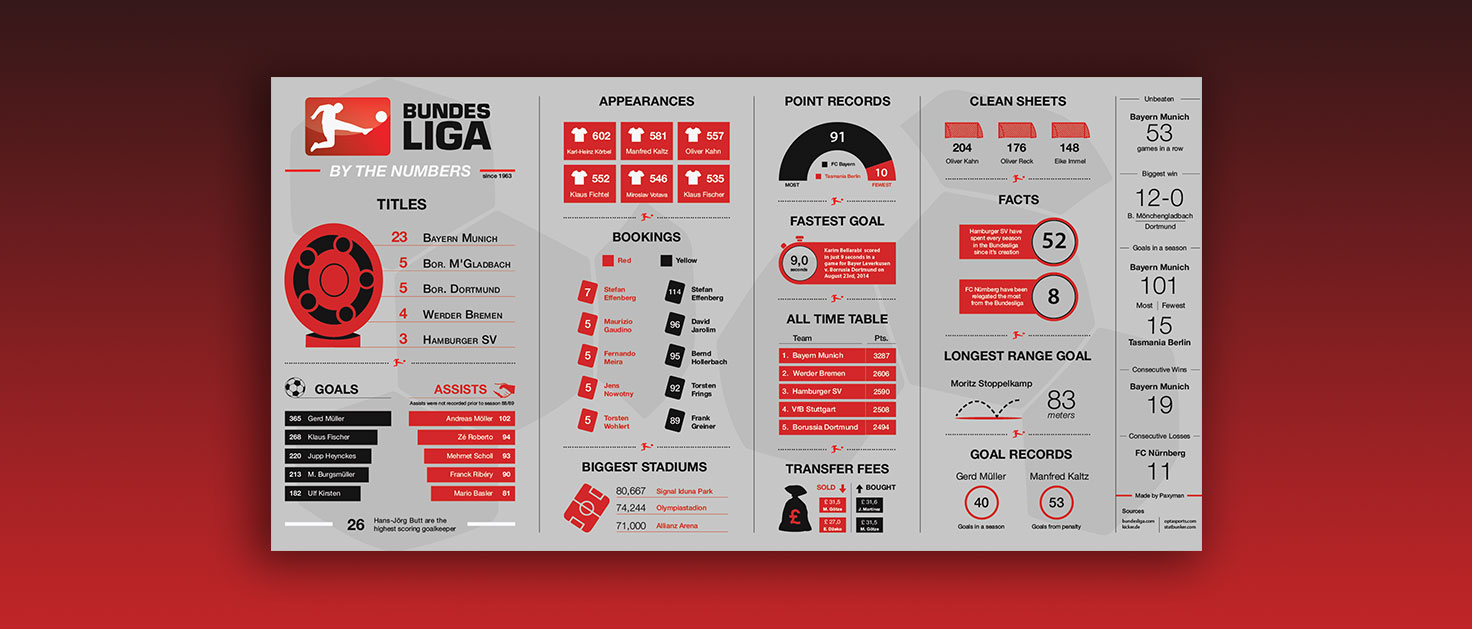 BUNDES
LIGA
BY THE NUMBERS
since 1963
TITLES
23 BAYERN MUNICH
5 BOR. M'GLADBACH
5 BOR. DORTMUND
4 WERDER BREMEN
3 HAMBURGER SV
GOALS
365 Gerd Müller
268 Klaus Fischer
220 Jupp Heynckes
213 M. Burgsmüller
182 Ulf Kirsten
ASSISTS
Assists were not recorded prior to season 88/89
Andreas Möller 102
Zé Roberto 94
Mehmet Scholl 93
Franck Ribéry 90
Mario Basler 81
26 Hans-Jörg Butt are the
highest scoring goalkeeper
APPEARANCES
602
Karl-Heinz Körbel
581
Manfred Kaltz
557
Oliver Kahn
552
Klaus Fichtel
546
Miroslav Votava
535
Klaus Fischer
BOOKINGS
Red
Yellow
7 Stefan
Effenberg
5 Maurizio
Gaudino
5 Fernando
Meira
5 Jens
Nowotny
5 Torsten
Wohlert
114 Stefan
Effenberg
96 David
Jarolim
95 Bernd
Hollerbach
92 Torsten
Frings
89 Frank
Greiner
BIGGEST STADIUMS
80,667 Signal Iduna Park
74,244 Olympiastadion
71,000 Allianz Arena
POINT RECORDS
91
FC Bayern
Tasmania Berlin
10
MOST
FEWEST
FASTEST GOAL
9,0
seconds
Karim Bellarabi scored
in just 9 seconds in a
game for Bayer Leverkusen
v. Borrusia Dortmund on
August 23rd, 2014
ALL TIME TABLE
Team Pts.
1. Bayern Munich 3287
2. Werder Bremen 2606
3. Hamburger SV 2590
4. VfB Stuttgart 2508
5. Borussia Dortmund 2494
TRANSFER FEES
£
SOLD
£ 31,5
M. Götze
£ 27,0
E. Džeko
BOUGHT
£ 31,6
J. Martinez
£ 31,5
M. Götze
CLEAN SHEETS
204
Oliver Kahn
176
Oliver Reck
148
Eike Immel
FACTS
Hamburger SV have
spent every season
in the Bundesliga
since it's creation
52
FC Nürnberg have been
relegated the most
from the Bundesliga
8
LONGEST RANGE GOAL
Moritz Stoppelkamp
83
meters
GOAL RECORDS
Gerd Müller
40
Goals in a season
Manfred Kaltz
53
Goals from penalty
Unbeaten
Bayern Munich
53
games in a row
Biggest win
12-0
B. Mönchengladbach
Dortmund
Goals in a season
Bayern Munich
101
Most | Fewest
15
Tasmania Berlin
Consecutive Wins
Bayern Munich
19
Consecutive Losses
FC Nürnberg
11
Made by Paxyman
Sources
bundesliga.com
kicker.de
optasports.com
statbunker.com